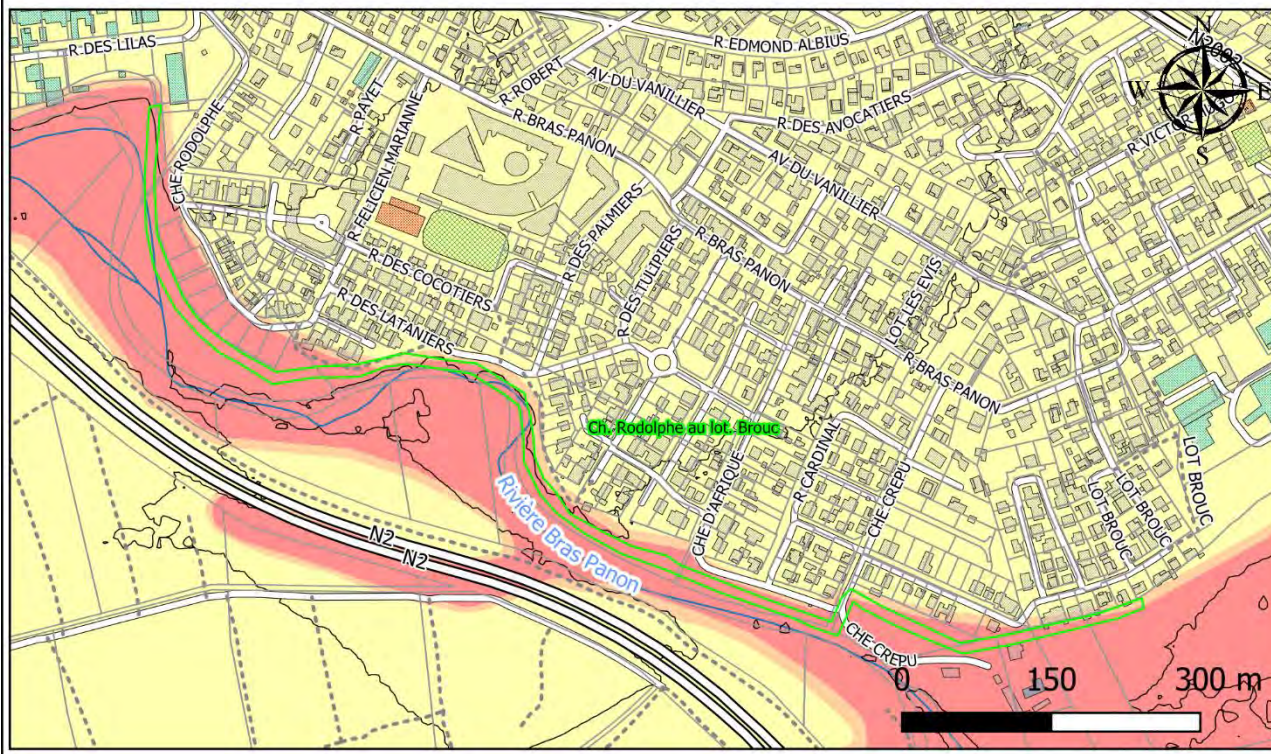 R DES LILAS
R EDMOND ALBIUS
N2002
N
W
E
S
R PAYET
R ROBERT
AV DU VANILLIER
R DES AVOCATIERS
R FELICIEN MARIANNE
R BRAS PANON
CHE RODOLPHE
AV DU VANILLIER
R DES PALMIERS
R DES COCOTIERS
R DES TULIPIERS
R BRAS PANON
LOT LES EVIS
R DES LATANIERS
R BRAS PANON
Ch. Rodolphe au lot. Brouc
CHE D'AFRIQUE
R CARDINAL
CHE CREPU
LOT BROUC
LOT BROUC
LOT BROUC
Rivière Bras Panon
N2
N2
CHE CREPU
0 150 300 m